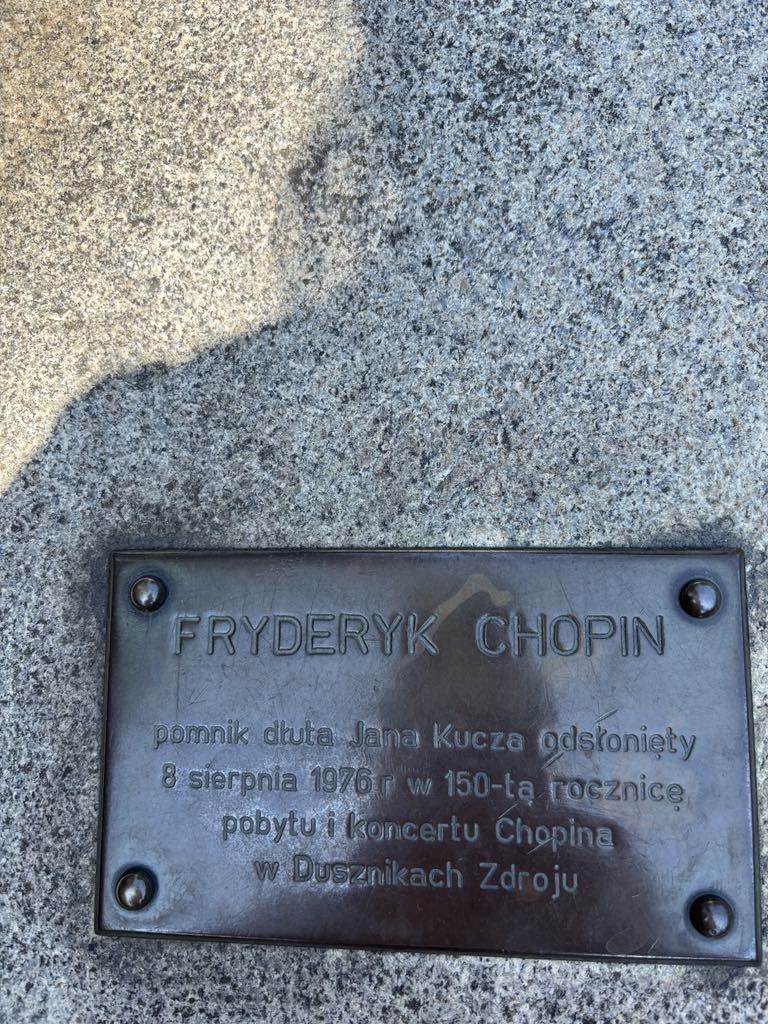 FRYDERYK CHOPIN
pomnik dłuta Jana Kucza odsłonięty
8 sierpnia 1976 r w 150-tą rocznicę
pobytu i koncertu Chopina
w Dusznikach Zdroju